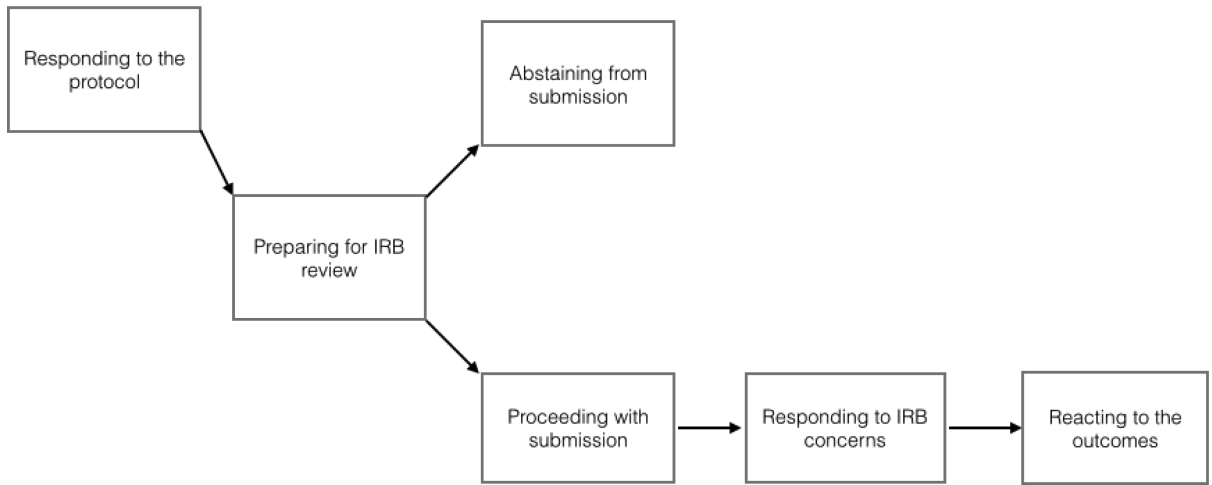 Responding to the
protocol
Abstaining from
submission
Preparing for IRB
review
Proceeding with
submission
Responding to IRB
concerns
Reacting to the
outcomes